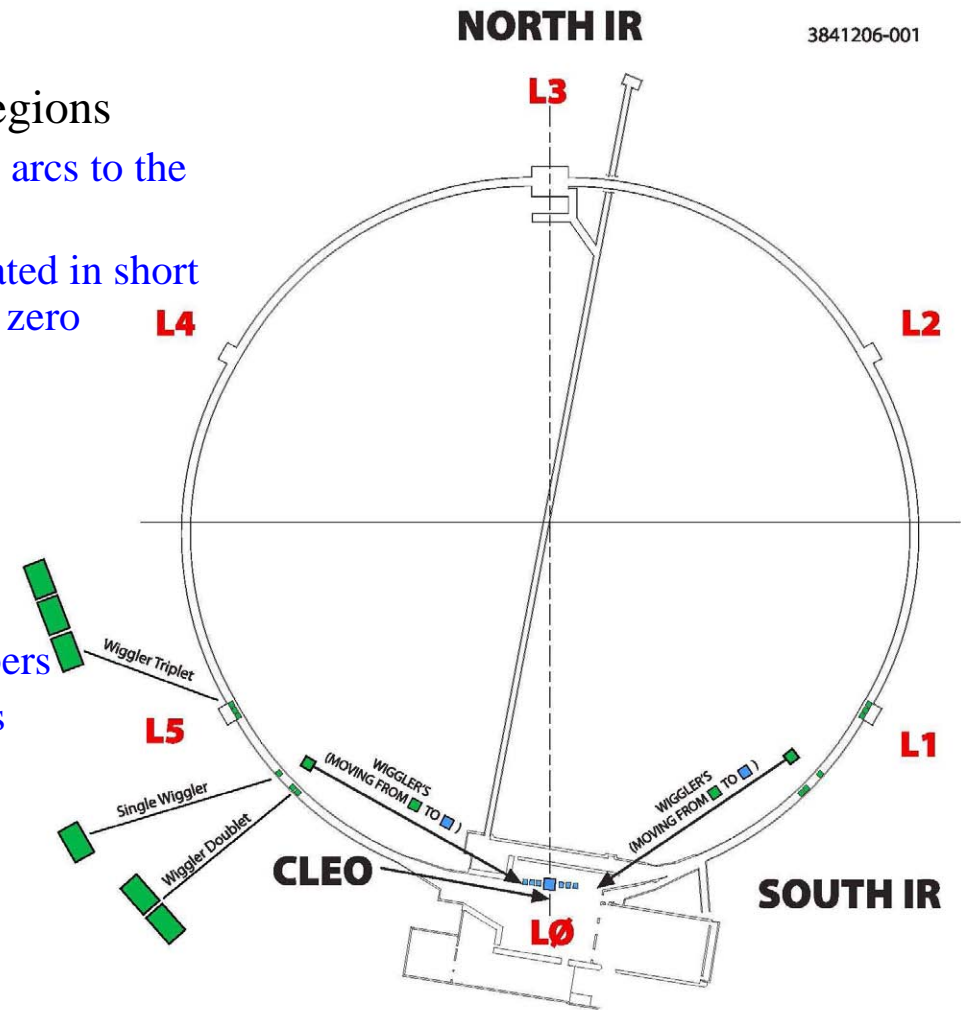 NORTH IR
3841206-001
egions
arcs to the
ated in short
zero
L3
L4
L2
pers
s
Wiggler Triplet
L5
L1
WIGGLER'S
(MOVING FROM TO )
WIGGLER'S
(MOVING FROM TO )
Single Wiggler
Wiggler Doublet
CLEO
SOUTH IR
LØ